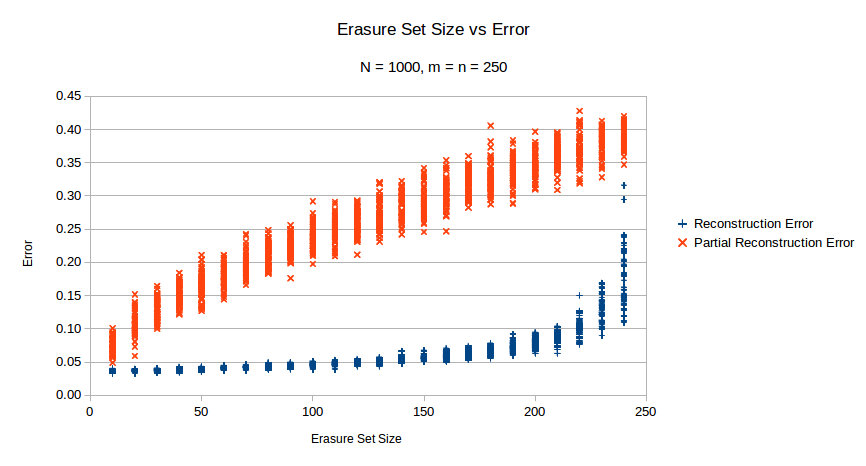 Erasure Set Size vs Error
N = 1000, m = n = 250
0.45
0.40
0.35
0.30
0.25
0.20
0.15
0.10
0.05
0.00
Error
0 50 100 150 200 250
Erasure Set Size
Reconstruction Error
Partial Reconstruction Error